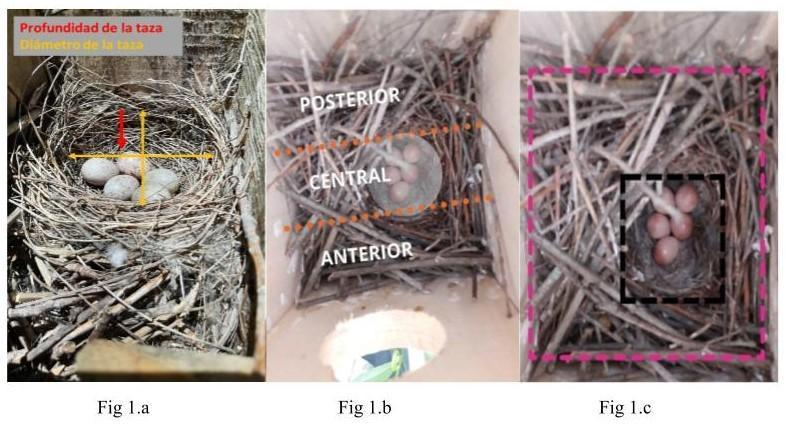 Profundidad de la taza
Diámetro de la taza
POSTERIOR
CENTRAL
ANTERIOR
Fig 1.a
Fig 1.b
Fig 1.c